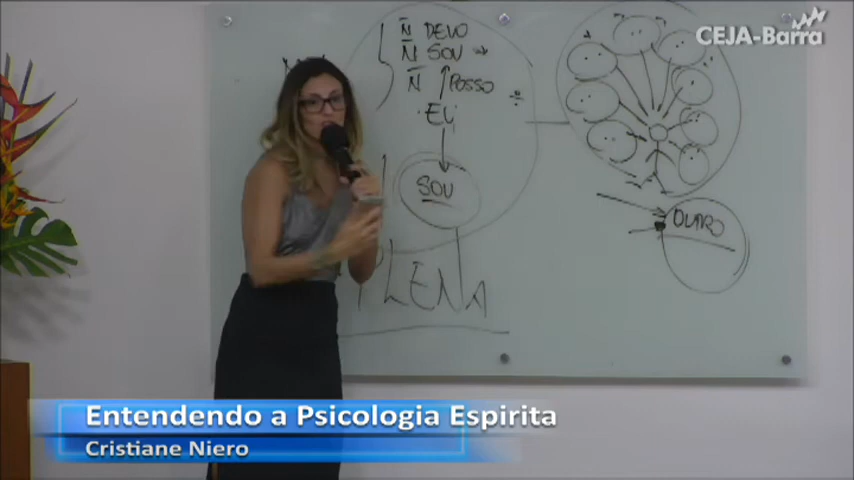 CEJA-Barra
Ñ DEVO
Ñ SOU
Ñ POSSO
EU
SOU
PLENA
OUTRO
Entendendo a Psicologia Espirita
Cristiane Niero